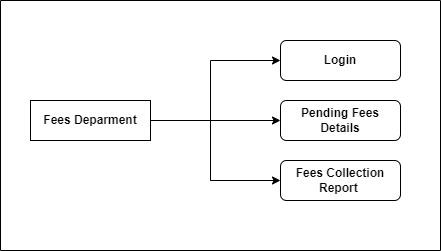 Login
Fees Deparment
Pending Fees
Details
Fees Collection
Report